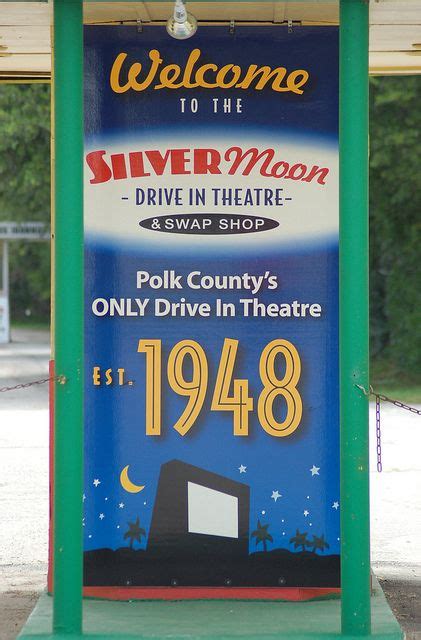 Welcome
TO THE
SILVER Moon
- DRIVE IN THEATRE-
& SWAP SHOP
Polk County's
ONLY Drive In Theatre
EST. 1948